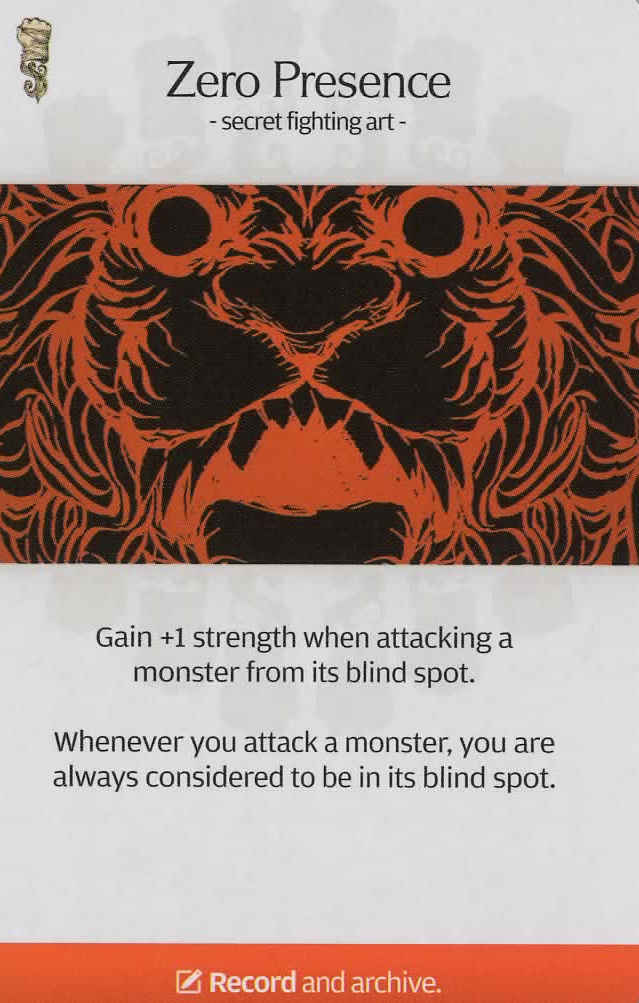 Zero Presence
- secret fighting art -
Gain +1 strength when attacking a
monster from its blind spot.
Whenever you attack a monster, you are
always considered to be in its blind spot.
Record and archive.